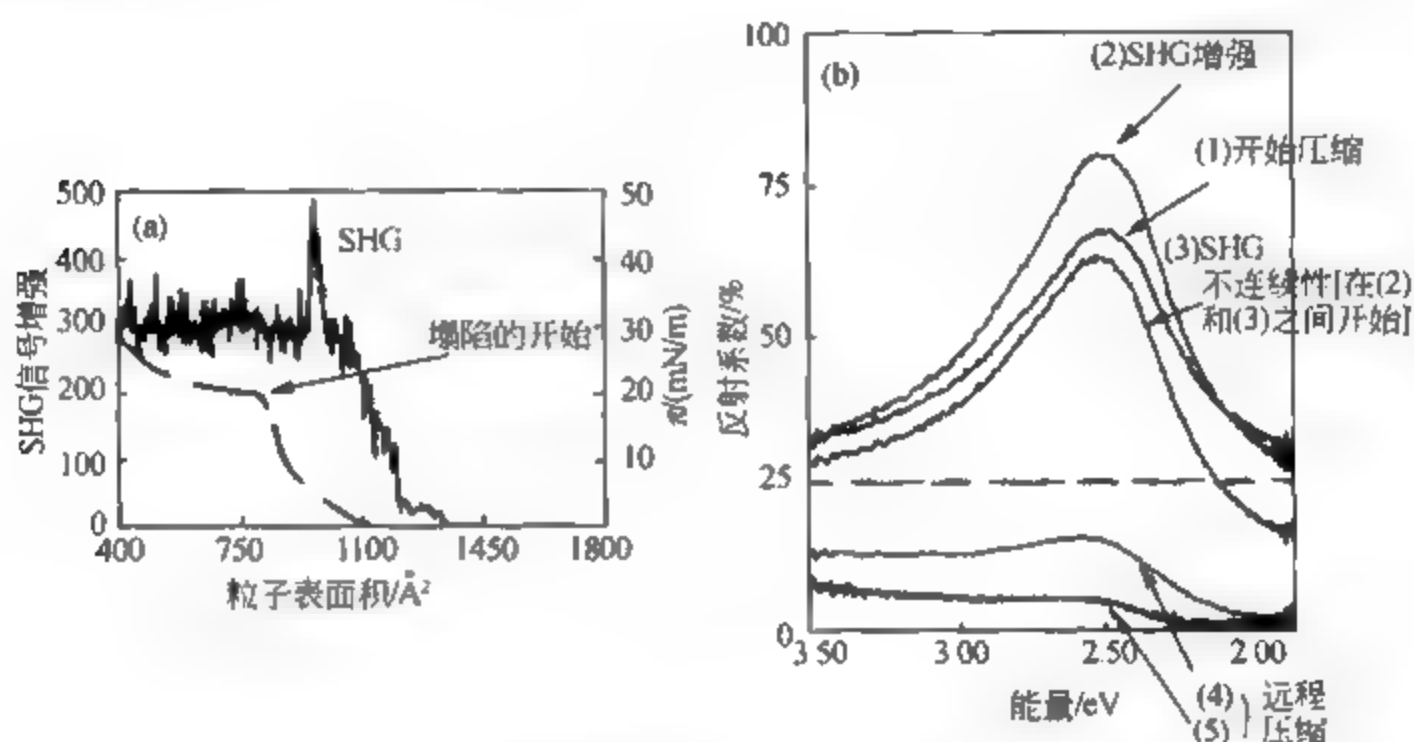 (a)
SHG信号增强
500
400
300
200
100
0
SHG
塌陷的开始
50
40
30
20
10
π/(mN/m)
400 750 1100 1450 1800
粒子表面积/Å²
(b)
反射系数/%
100
75
50
25
0
(2)SHG增强
(1)开始压缩
(3)SHG
不连续性[在(2)
和(3)之间开始]
3 50 3 00 2.50 2 00
能量/eV
(4) 远程
(5) 压缩